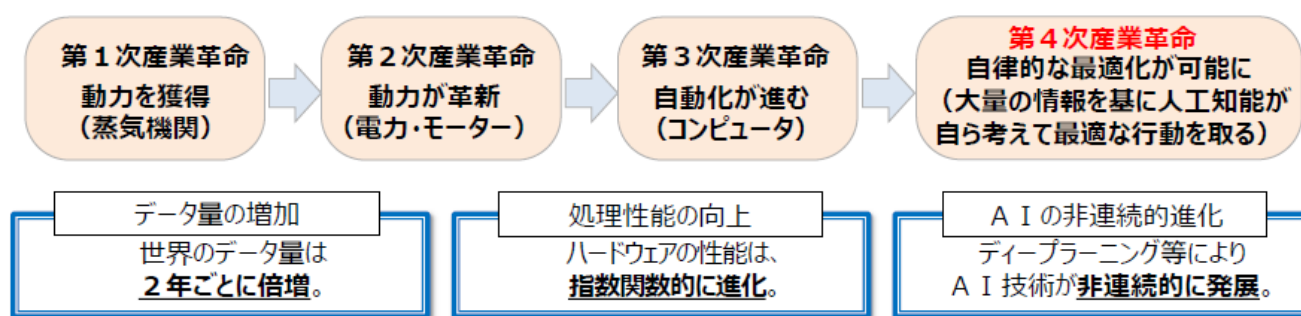 第１次産業革命
動力を獲得
（蒸気機関）
第２次産業革命
動力が革新
（電力・モーター）
第３次産業革命
自動化が進む
（コンピュータ）
第４次産業革命
自律的な最適化が可能に
（大量の情報を基に人工知能が
自ら考えて最適な行動を取る）
データ量の増加
世界のデータ量は
２年ごとに倍増。
処理性能の向上
ハードウェアの性能は、
指数関数的に進化。
ＡＩの非連続的進化
ディープラーニング等により
ＡＩ技術が非連続的に発展。